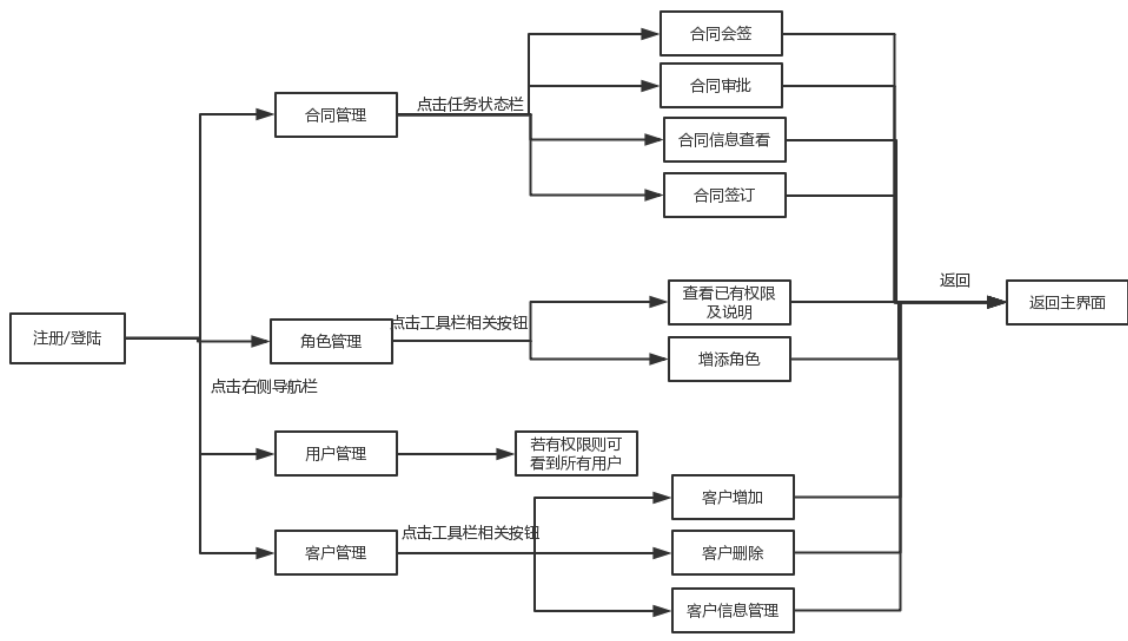 合同会签
合同审批
点击任务状态栏
合同管理
合同信息查看
合同签订
返回
查看已有权限
及说明
返回主界面
点击工具栏相关按钮
注册/登陆
角色管理
增添角色
点击右侧导航栏
若有权限则可
看到所有用户
用户管理
客户增加
点击工具栏相关按钮
客户管理
客户删除
客户信息管理